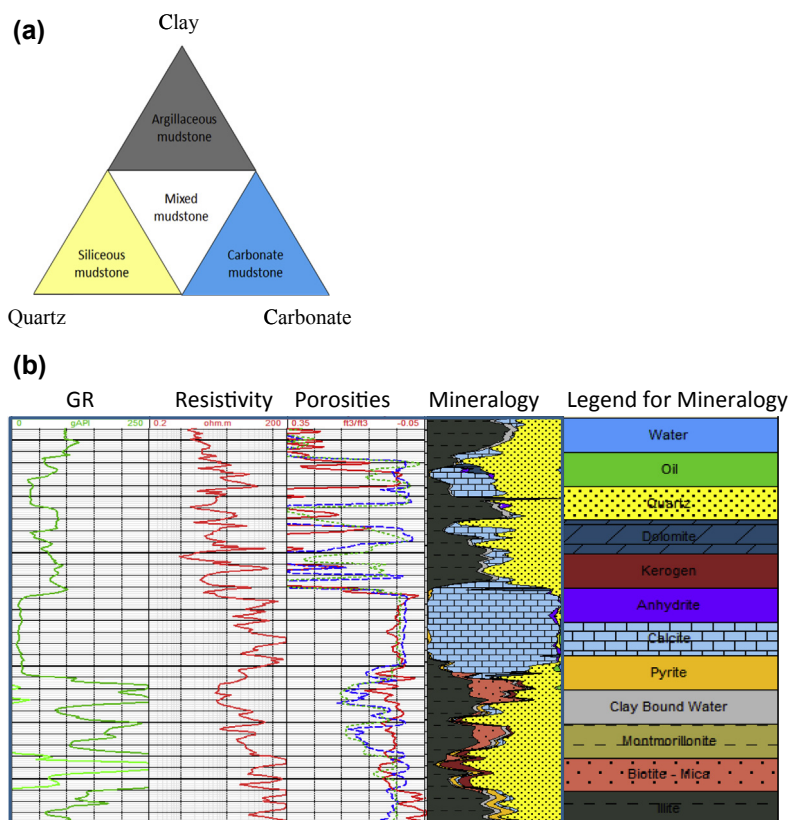 (a)
Clay
Argillaceous
mudstone
Mixed
mudstone
Siliceous
mudstone
Carbonate
mudstone
Quartz
Carbonate
(b)
GR Resistivity Porosities Mineralogy Legend for Mineralogy
0 gAPI 250 0.2 ohm.m 200 0.35 ft3/ft3 -0.05
Water
Oil
Quartz
Dolomite
Kerogen
Anhydrite
Calcite
Pyrite
Clay Bound Water
Montmorillonite
Biotite - Mica
Illite